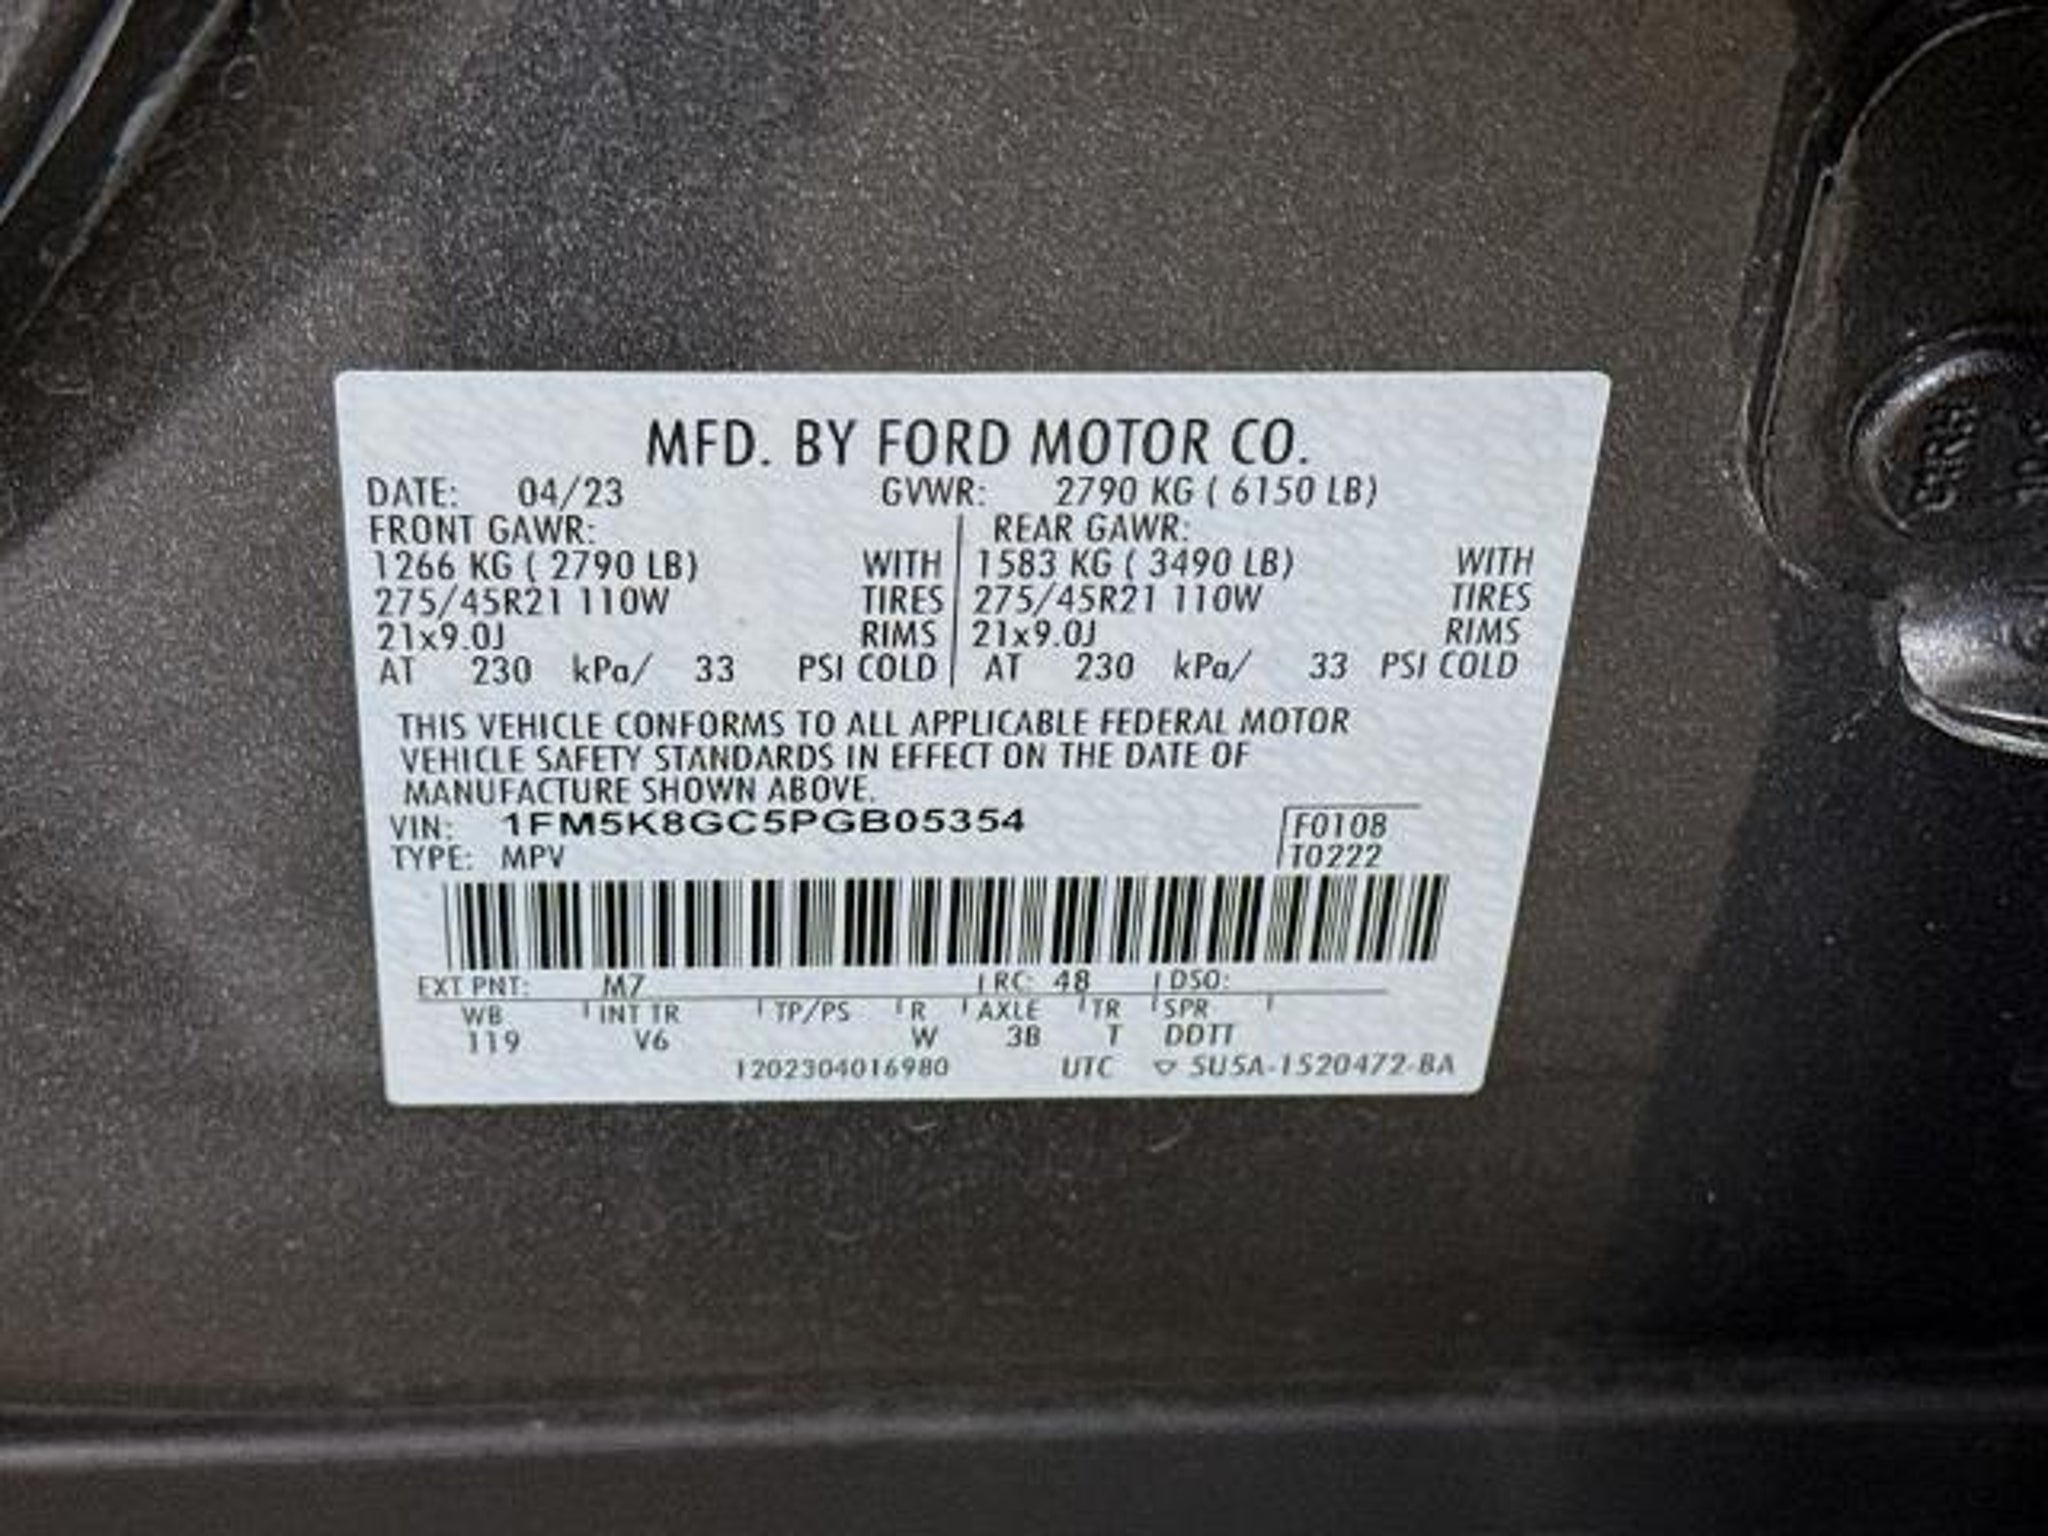 MFD. BY FORD MOTOR CO.
DATE: 04/23 GVWR: 2790 KG ( 6150 LB)
FRONT GAWR: REAR GAWR:
1266 KG ( 2790 LB) WITH 1583 KG ( 3490 LB) WITH
275/45R21 110W TIRES 275/45R21 110W TIRES
21x9.0J RIMS 21x9.0J RIMS
AT 230 kPa/ 33 PSI COLD AT 230 kPa/ 33 PSI COLD
THIS VEHICLE CONFORMS TO ALL APPLICABLE FEDERAL MOTOR
VEHICLE SAFETY STANDARDS IN EFFECT ON THE DATE OF
MANUFACTURE SHOWN ABOVE.
VIN: 1FM5K8GC5PGB05354 F0108
TYPE: MPV T0222
EXT PNT: M7 RC: 48 DSO:
WB INT TR TP/PS R AXLE TR SPR
119 V6 W 3B T DDTT
1202304016980 UTC ▽ 5U5A-1520472-BA